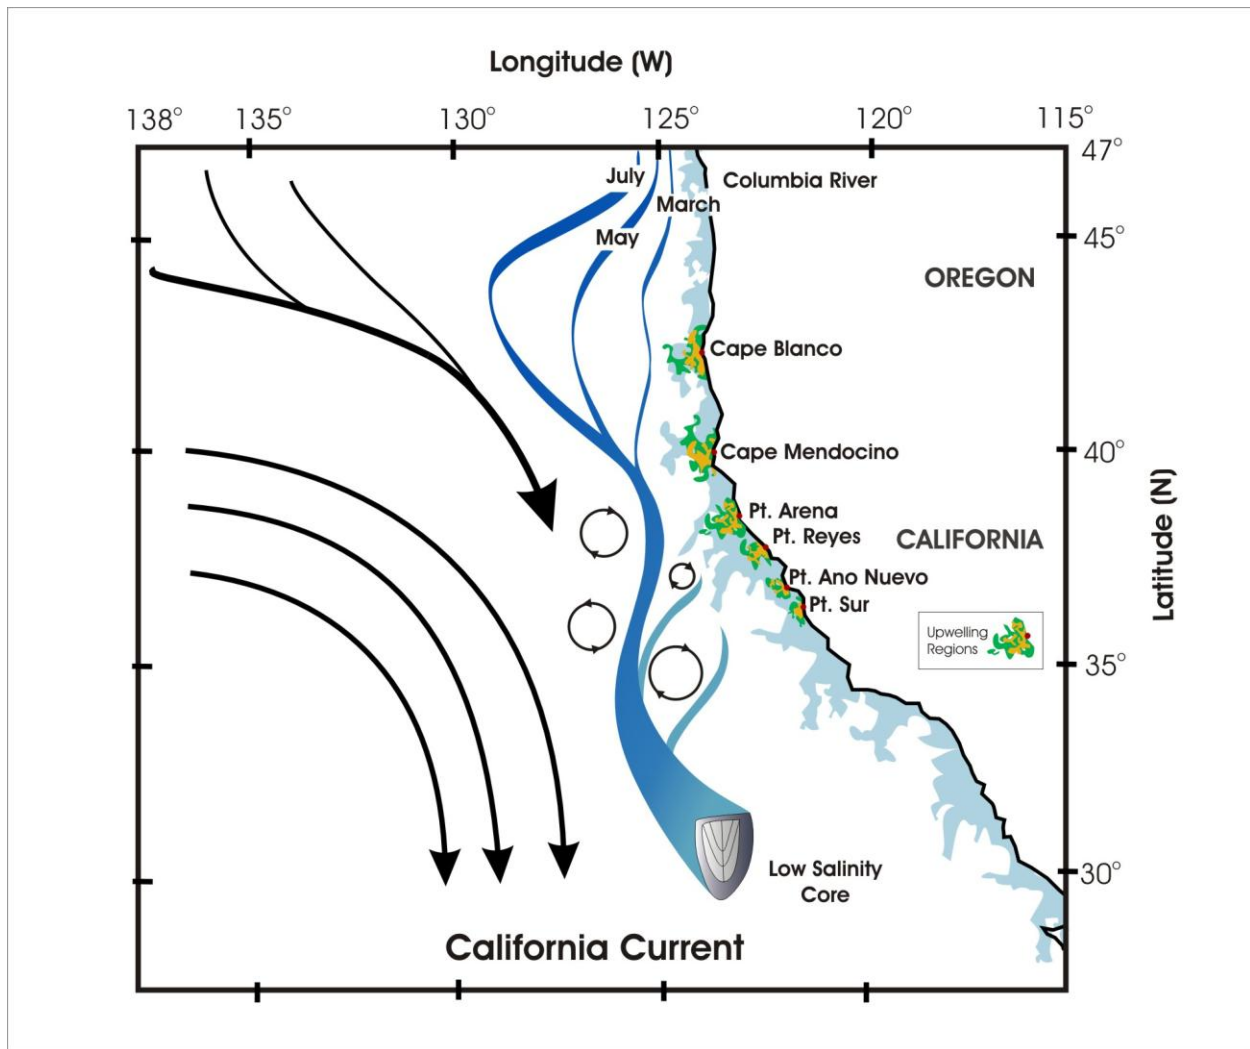 Longitude (W)
138° 135° 130° 125° 120° 115°
47°
July
Columbia River
March
May
45°
OREGON
Cape Blanco
Cape Mendocino
40°
Pt. Arena
Pt. Reyes
CALIFORNIA
Latitude (N)
Pt. Ano Nuevo
Pt. Sur
Upwelling
Regions
35°
30°
Low Salinity
Core
California Current